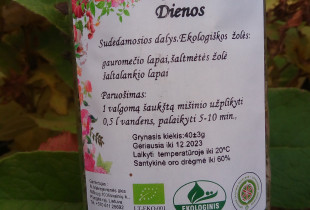 Dienos
Sudedamosios dalys.Ekologiškos žolės:
gauromečio lapai,šaltmėtės žolė
šaltalankio lapai
Paruošimas:
1 valgomą šaukštą mišinio užplikyti
0,5 l vandens, palaikyti 5-10 min..
Grynasis kiekis:40±3g
Geriausias iki 12.2023
Laikyti temperatūroje iki 20°C
Santykinė oro drėgmė iki 60%
EKOLOGINIS